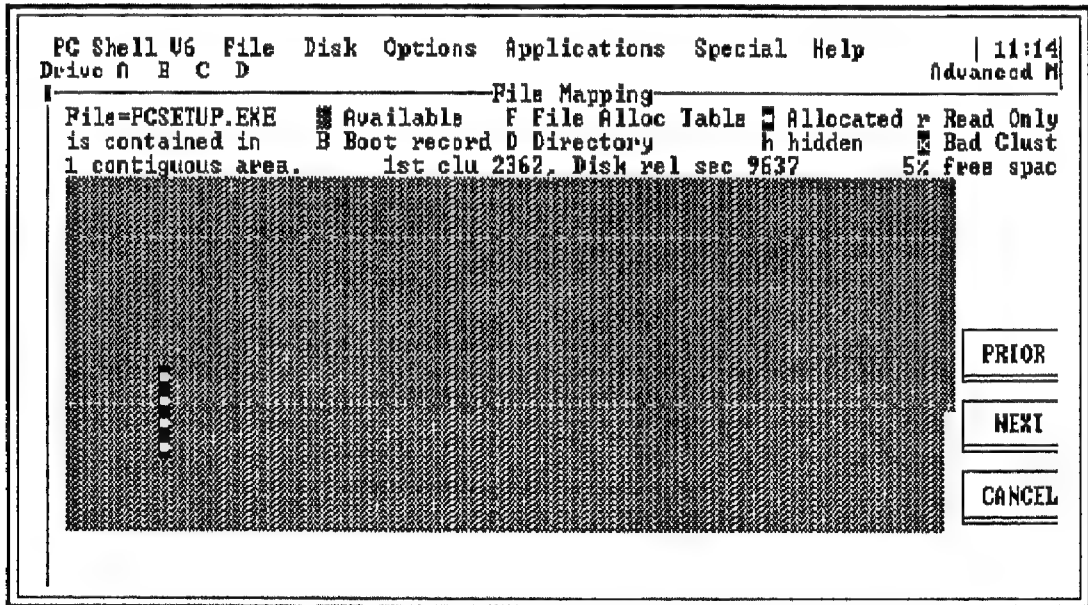 PC Shell V6 File Disk Options Applications Special Help | 11:14
Drive A B C D Advanced M
File Mapping
File=PCSETUP.EXE Available F File Alloc Table Allocated r Read Only
is contained in B Boot record D Directory h hidden x Bad Clust
1 contiguous area. 1st clu 2362, Disk rel sec 9637 5% free spac
PRIOR
NEXT
CANCEL